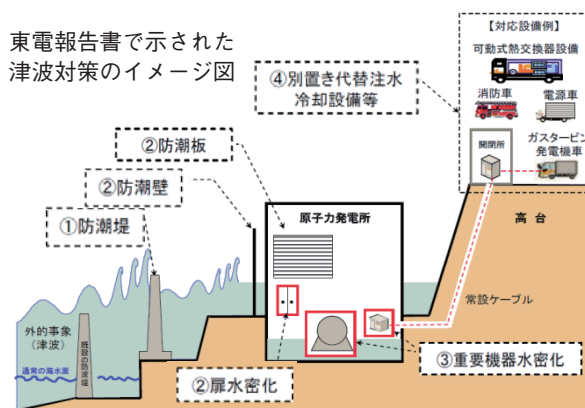 東電報告書で示された
津波対策のイメージ図
【対応設備例】
可動式熱交換器設備
消防車
電源車
開閉所
ガスタービン
発電機車
④別置き代替注水
冷却設備等
②防潮板
②防潮壁
①防潮堤
原子力発電所
高台
常設ケーブル
外的事象
(津波)
既設の防波堤
通常の海水面
②扉水密化
③重要機器水密化